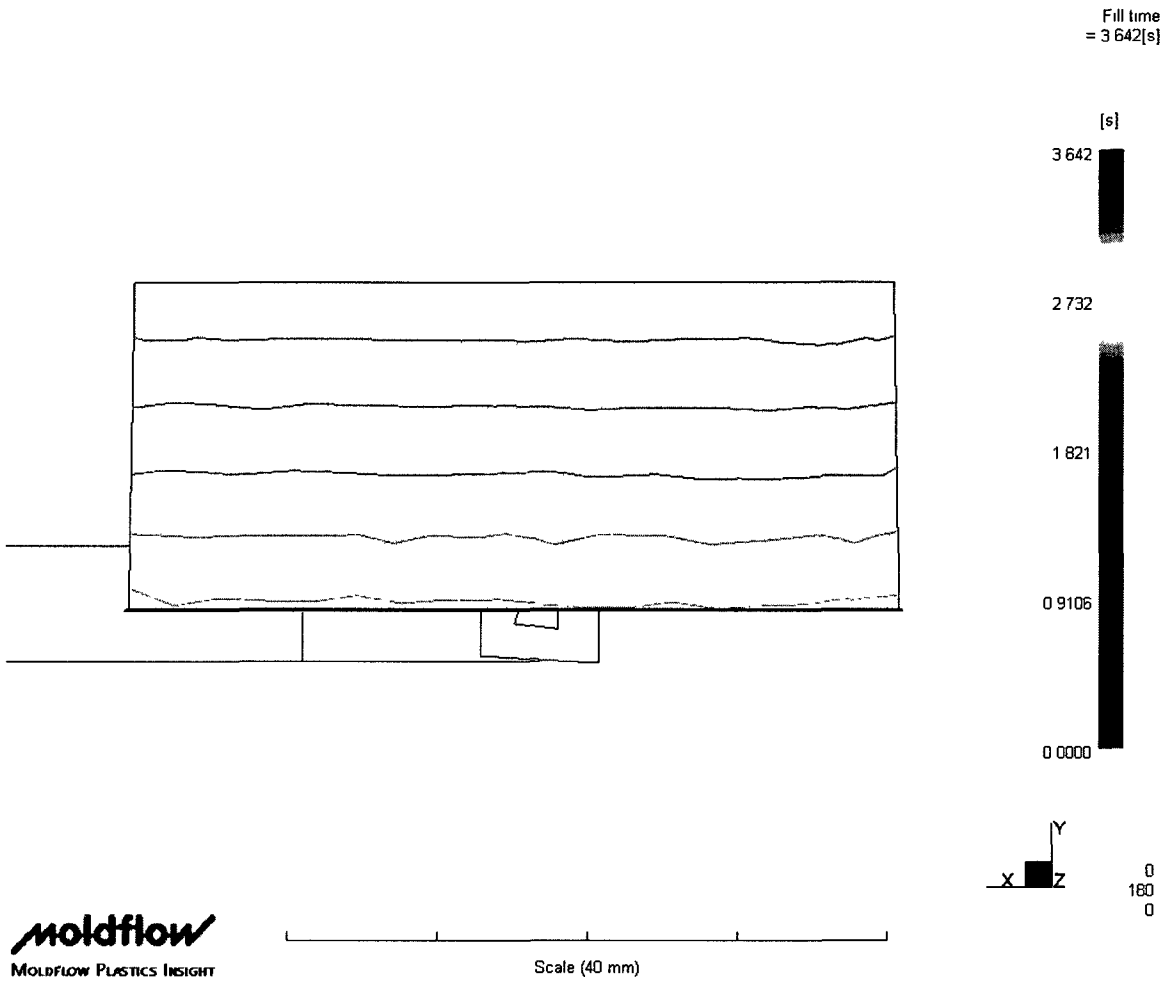 Fill time
= 3 642[s]
[s]
3 642
2 732
1 821
0 9106
0 0000
Y
X Z
0
180
0
moldflow
MOLDFLOW PLASTICS INSIGHT
Scale (40 mm)